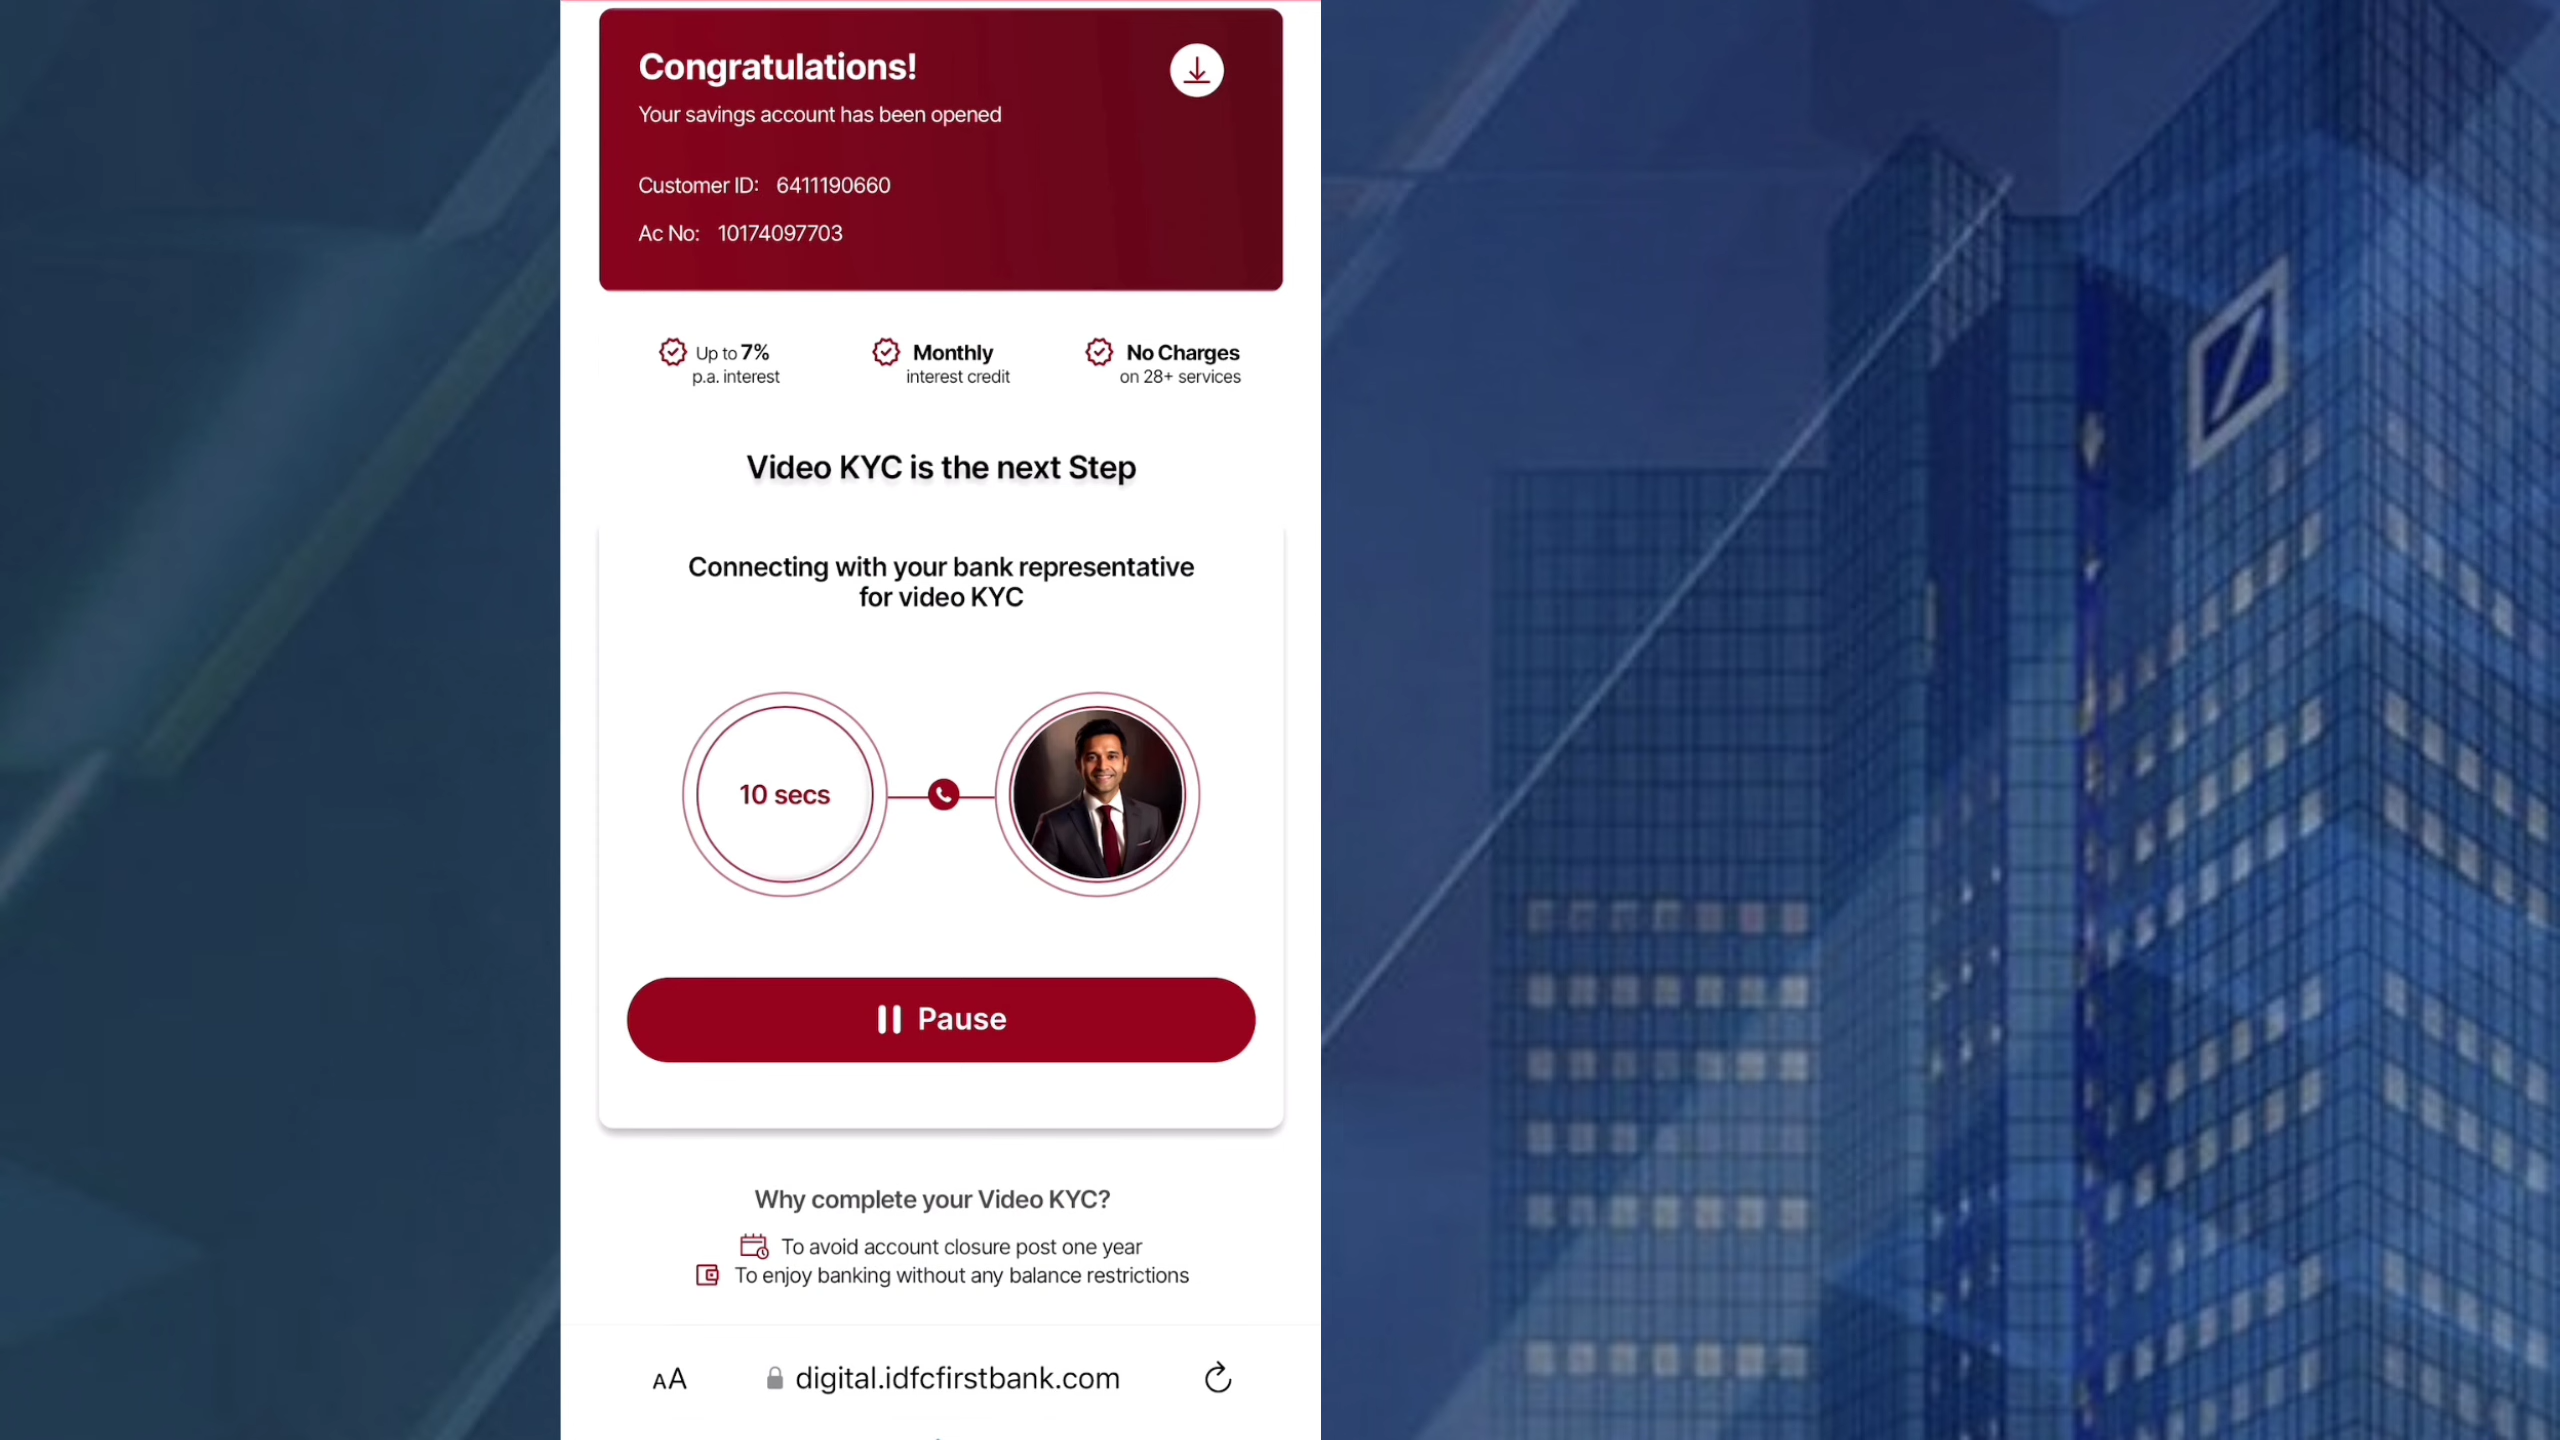 Congratulations!
Your savings account has been opened
Customer ID: 6411190660
Ac No: 10174097703
Up to 7%
p.a. interest
Monthly
interest credit
No Charges
on 28+ services
Video KYC is the next Step
Connecting with your bank representative
for video KYC
10 secs
Pause
Why complete your Video KYC?
To avoid account closure post one year
To enjoy banking without any balance restrictions
AA digital.idfcfirstbank.com